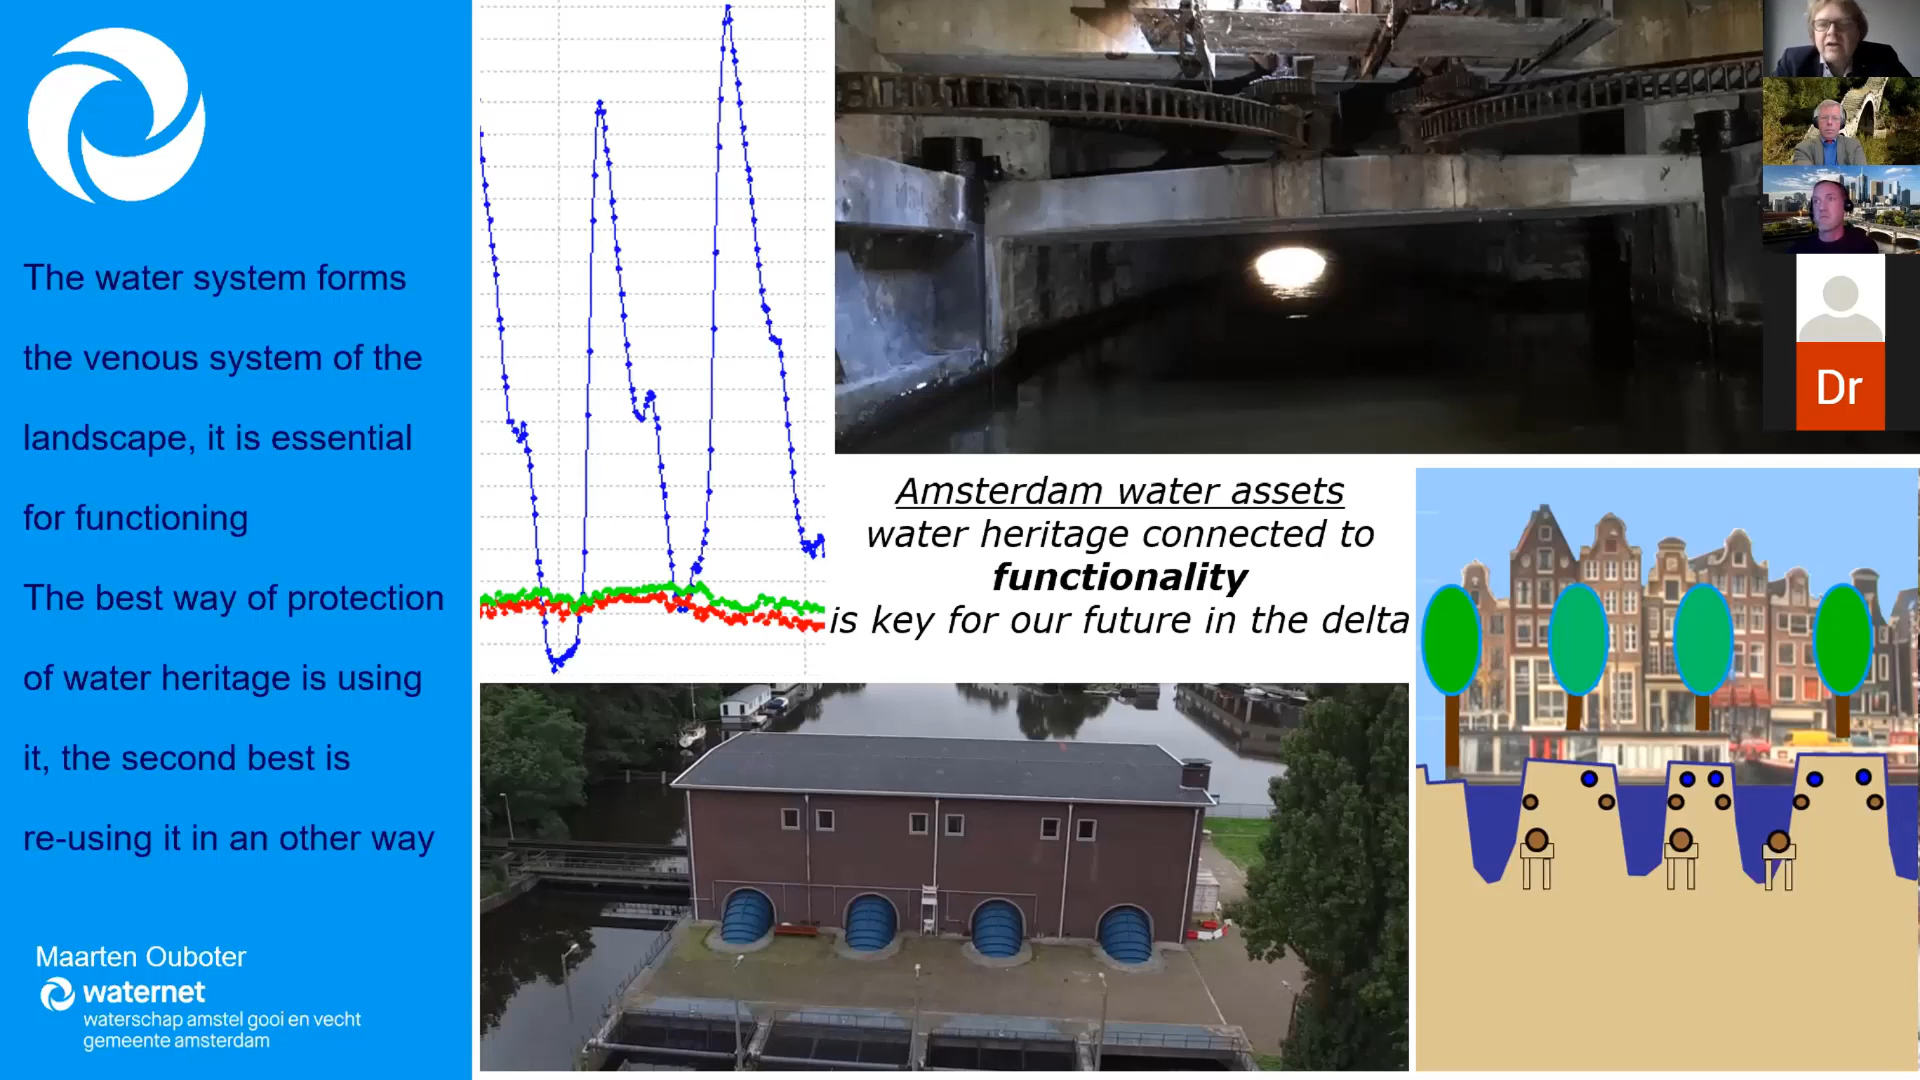 The water system forms
the venous system of the
landscape, it is essential
for functioning
The best way of protection
of water heritage is using
it, the second best is
re-using it in an other way
Maarten Ouboter
waternet
waterschap amstel gooi en vecht
gemeente amsterdam
Amsterdam water assets
water heritage connected to
functionality
is key for our future in the delta
Dr